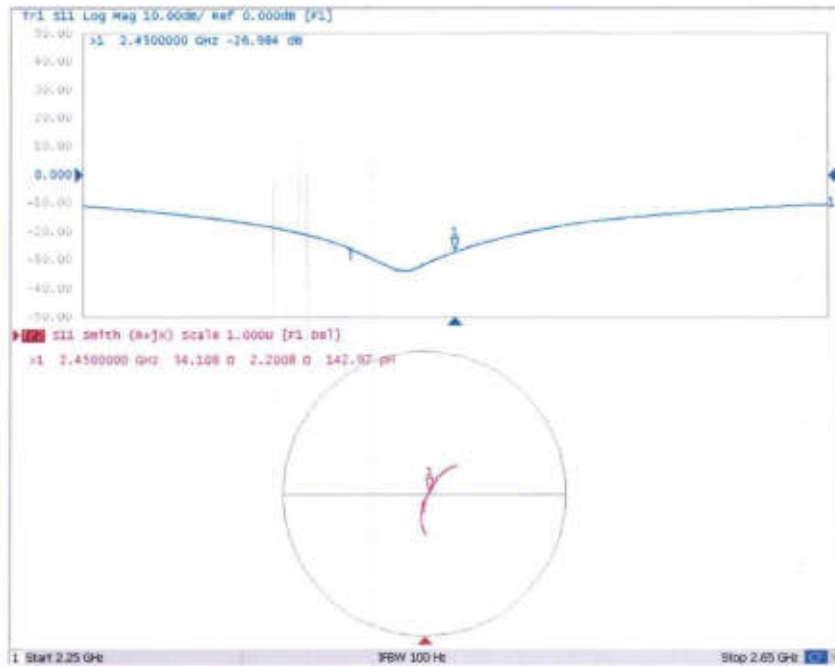 Tr1 S11 Log Mag 10.00dB/ Ref 0.000dB [F1]
>1 2.4500000 GHz -26.984 dB
50.00
40.00
30.00
20.00
10.00
0.000
-10.00
-20.00
-30.00
-40.00
-50.00
1
1
S11 Smith (R+jX) Scale 1.000U [F1 Del]
>1 2.4500000 GHz 54.108 Ω 2.2008 Ω 142.97 pH
1
1 Start 2.25 GHz IFBW 100 Hz Stop 2.65 GHz